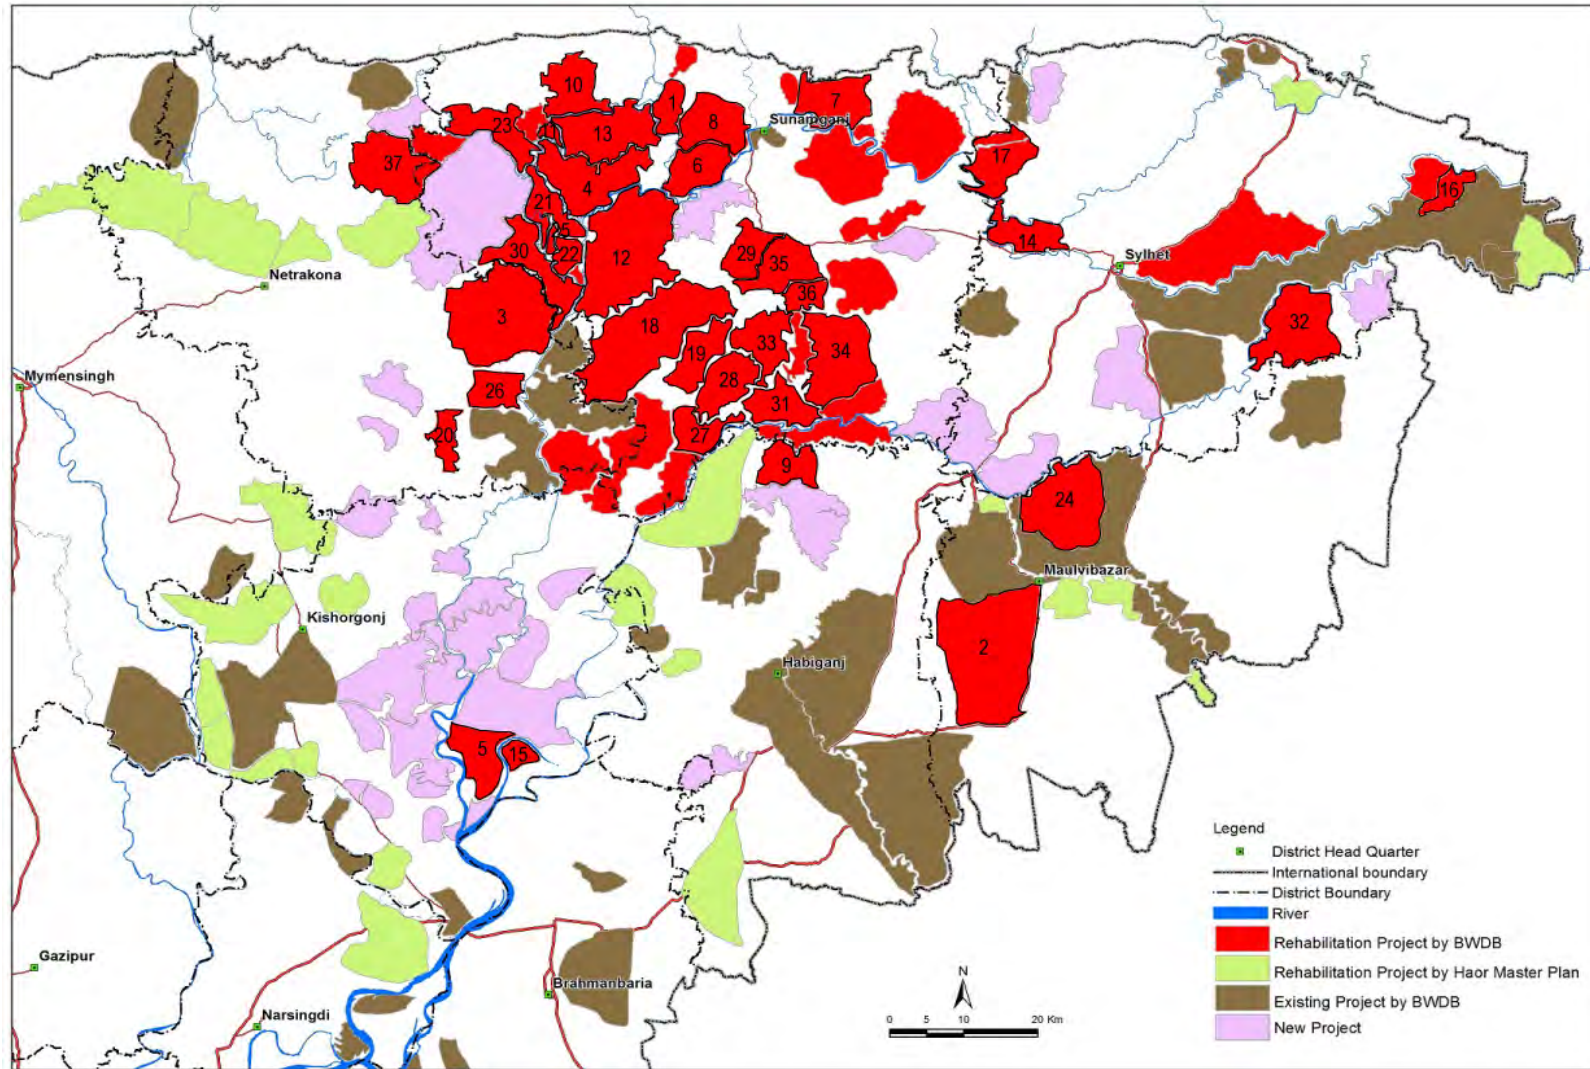 10
1
7
8
23
11
13
Sunamganj
17
37
6
4
16
21
25
14
30
22
12
29
35
Sylhet
Netrakona
36
3
18
32
33
34
19
Mymensingh
28
26
31
20
27
9
24
Maulvibazar
Kishorgonj
2
Habiganj
5
15
Legend
District Head Quarter
International boundary
District Boundary
River
Rehabilitation Project by BWDB
Gazipur
N
Rehabilitation Project by Haor Master Plan
Brahmanbaria
Existing Project by BWDB
Narsingdi
0 5 10 20 Km
New Project